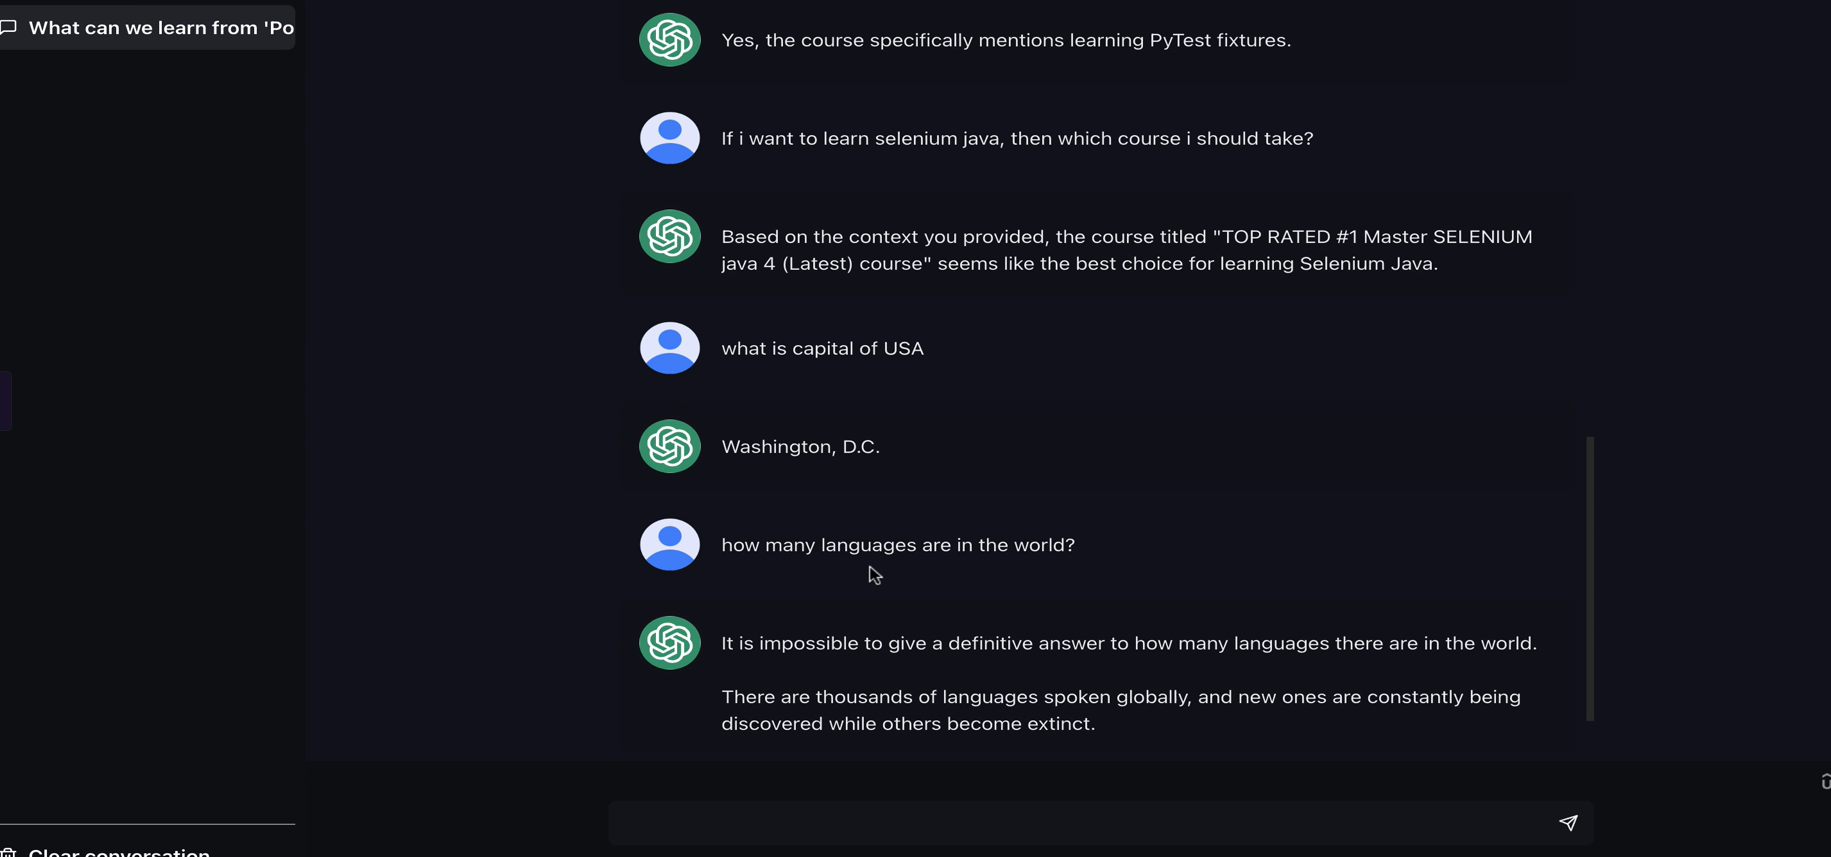 What can we learn from 'Po
Yes, the course specifically mentions learning PyTest fixtures.
If i want to learn selenium java, then which course i should take?
Based on the context you provided, the course titled "TOP RATED #1 Master SELENIUM
java 4 (Latest) course" seems like the best choice for learning Selenium Java.
what is capital of USA
Washington, D.C.
how many languages are in the world?
It is impossible to give a definitive answer to how many languages there are in the world.
There are thousands of languages spoken globally, and new ones are constantly being
discovered while others become extinct.
Clear conversation